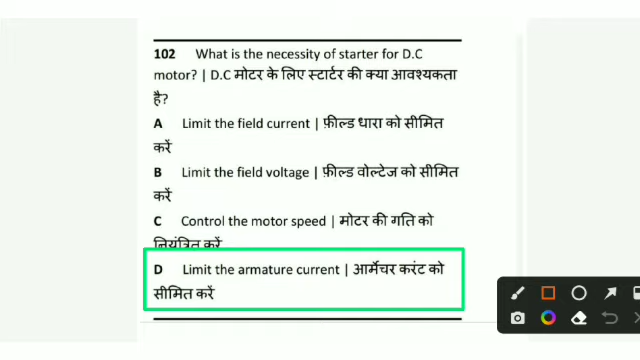 102 What is the necessity of starter for D.C
motor? | D.C मोटर के लिए स्टार्टर की क्या आवश्यकता
है?
A Limit the field current | फ़ील्ड धारा को सीमित
करें
B Limit the field voltage | फ़ील्ड वोल्टेज को सीमित
करें
C Control the motor speed | मोटर की गति को
नियंत्रित करें
D Limit the armature current | आर्मेचर करंट को
सीमित करें